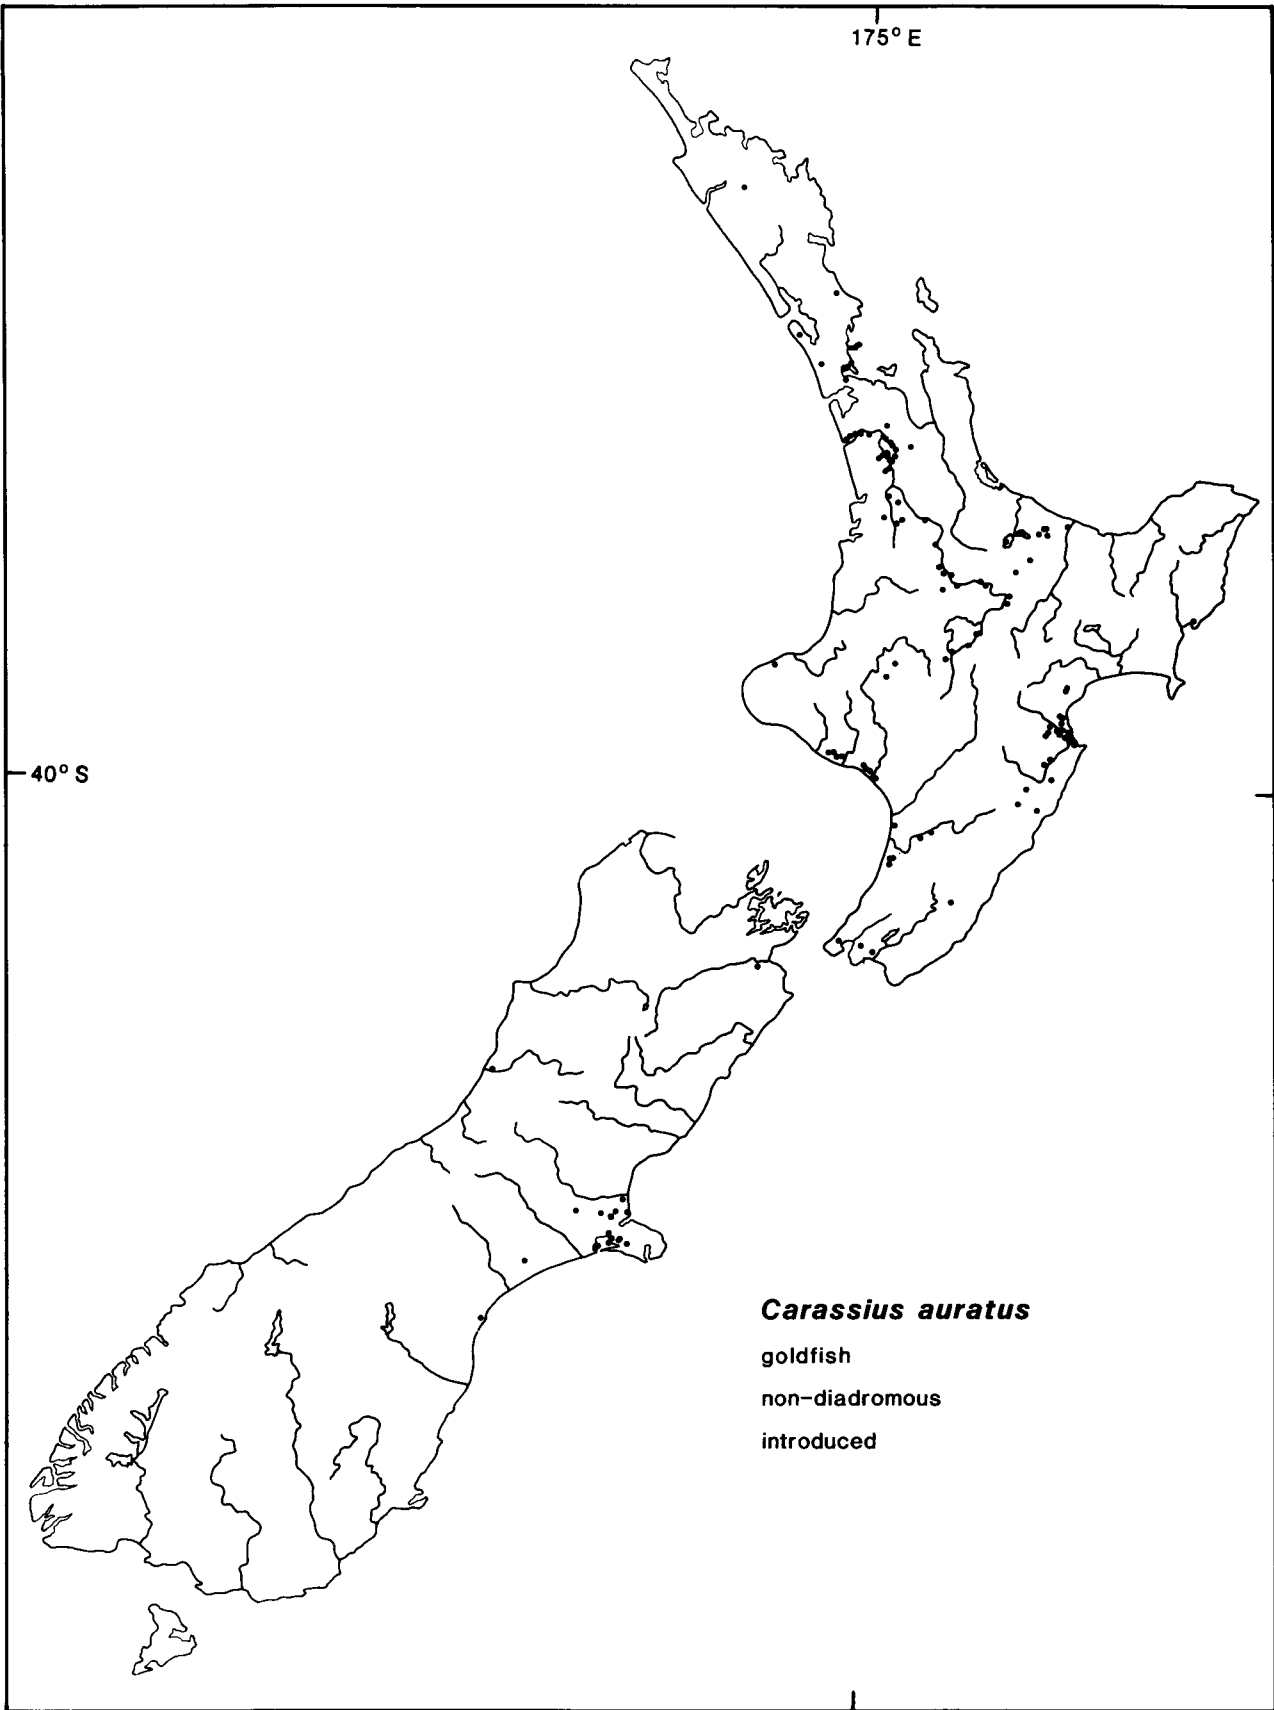 175° E
40° S
Carassius auratus
goldfish
non-diadromous
introduced